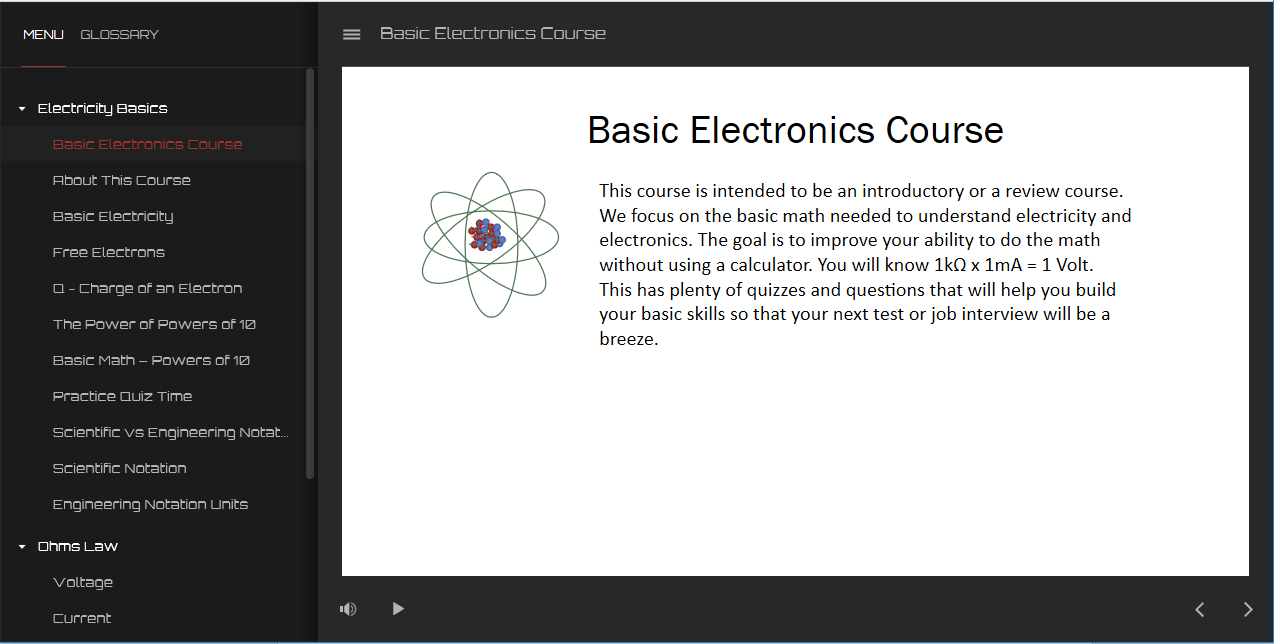 MENU GLOSSARY
Basic Electronics Course
Electricity Basics
Basic Electronics Course
About This Course
Basic Electricity
Free Electrons
Q - Charge of an Electron
The Power of Powers of 10
Basic Math – Powers of 10
Practice Quiz Time
Scientific vs Engineering Notat...
Scientific Notation
Engineering Notation Units
Ohms Law
Voltage
Current
Basic Electronics Course
This course is intended to be an introductory or a review course.
We focus on the basic math needed to understand electricity and
electronics. The goal is to improve your ability to do the math
without using a calculator. You will know 1kΩ x 1mA = 1 Volt.
This has plenty of quizzes and questions that will help you build
your basic skills so that your next test or job interview will be a
breeze.